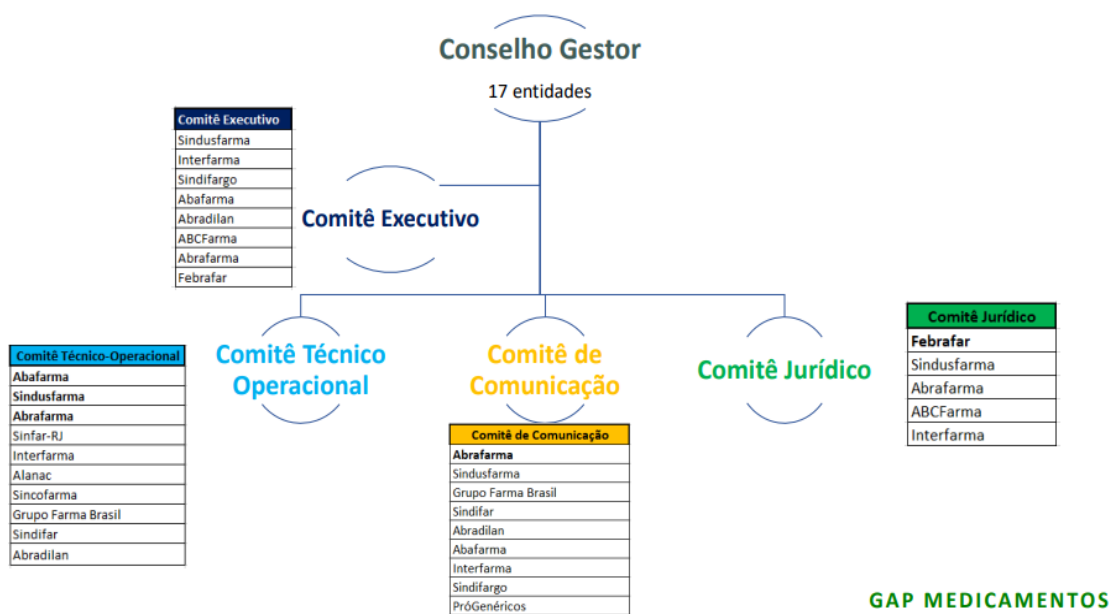 Conselho Gestor
17 entidades
Comitê Executivo
Sindusfarma
Interfarma
Sindifargo
Abafarma
Abradilan
ABCFarma
Abrafarma
Febrafar
Comitê Executivo
Comitê Técnico
Operacional
Comitê de
Comunicação
Comitê Jurídico
Comitê Técnico-Operacional
Abafarma
Sindusfarma
Abrafarma
Sinfar-RJ
Interfarma
Alanac
Sincofarma
Grupo Farma Brasil
Sindifar
Abradilan
Comitê de Comunicação
Abrafarma
Sindusfarma
Grupo Farma Brasil
Sindifar
Abradilan
Abafarma
Interfarma
Sindifargo
PróGenéricos
Comitê Jurídico
Febrafar
Sindusfarma
Abrafarma
ABCFarma
Interfarma
GAP MEDICAMENTOS